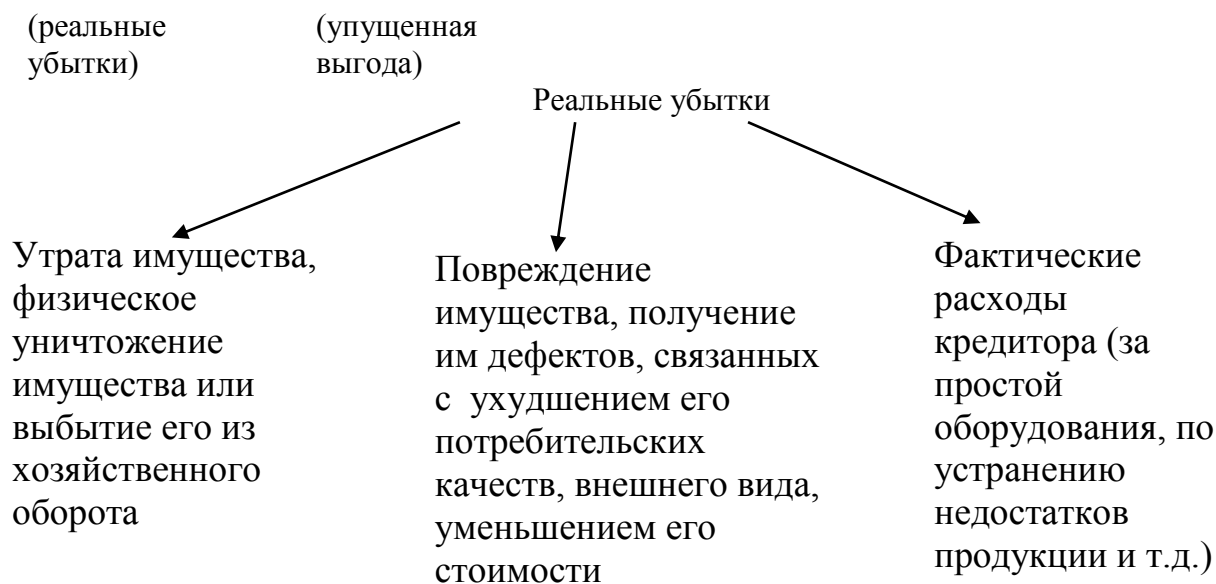 (реальные
убытки)
(упущенная
выгода)
Реальные убытки
Утрата имущества,
физическое
уничтожение
имущества или
выбытие его из
хозяйственного
оборота
Повреждение
имущества, получение
им дефектов, связанных
с ухудшением его
потребительских
качеств, внешнего вида,
уменьшением его
стоимости
Фактические
расходы
кредитора (за
простой
оборудования, по
устранению
недостатков
продукции и т.д.)